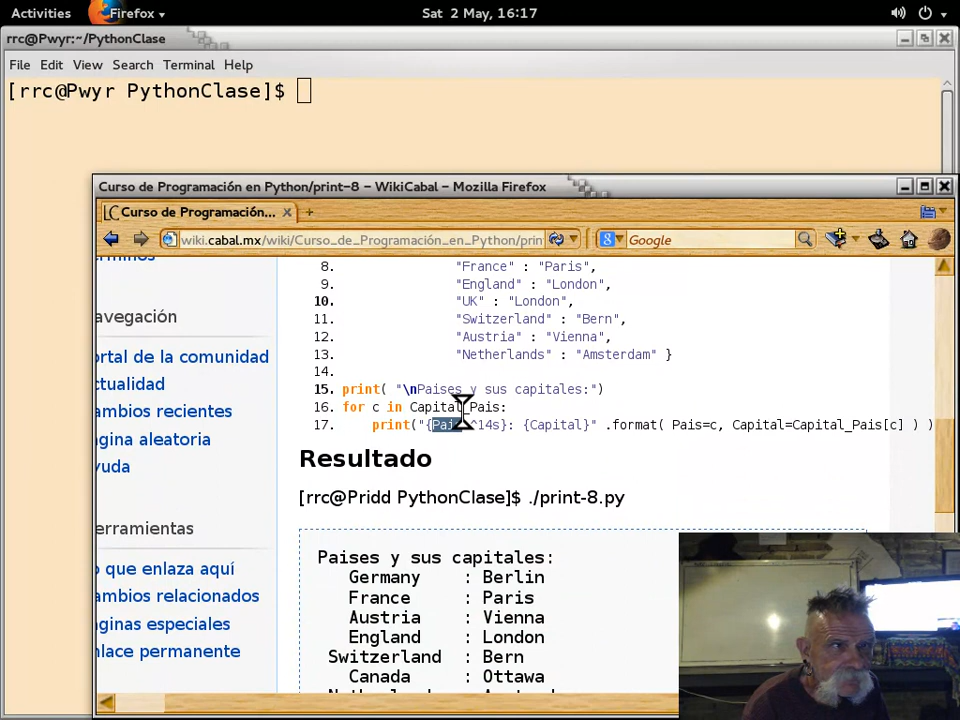 Activities Firefox Sat 2 May, 16:17
rrc@Pwyr:~/PythonClase
File Edit View Search Terminal Help
[rrc@Pwyr PythonClase]$
Curso de Programación en Python/print-8 – WikiCabal – Mozilla Firefox
Curso de Programación...
wiki.cabal.mx/wiki/Curso_de_Programación_en_Python/prin
Google
avegación
ortal de la comunidad
ctualidad
ambios recientes
ágina aleatoria
yuda
erramientas
o que enlaza aquí
ambios relacionados
áginas especiales
nlace permanente
8. "France" : "Paris",
9. "England" : "London",
10. "UK" : "London",
11. "Switzerland" : "Bern",
12. "Austria" : "Vienna",
13. "Netherlands" : "Amsterdam" }
14.
15. print( "\nPaises y sus capitales:")
16. for c in Capital_Pais:
17. print("{Pais:^14s}: {Capital}" .format( Pais=c, Capital=Capital_Pais[c] ) )
Resultado
[rrc@Pridd PythonClase]$ ./print-8.py
Paises y sus capitales:
Germany : Berlin
France : Paris
Austria : Vienna
England : London
Switzerland : Bern
Canada : Ottawa